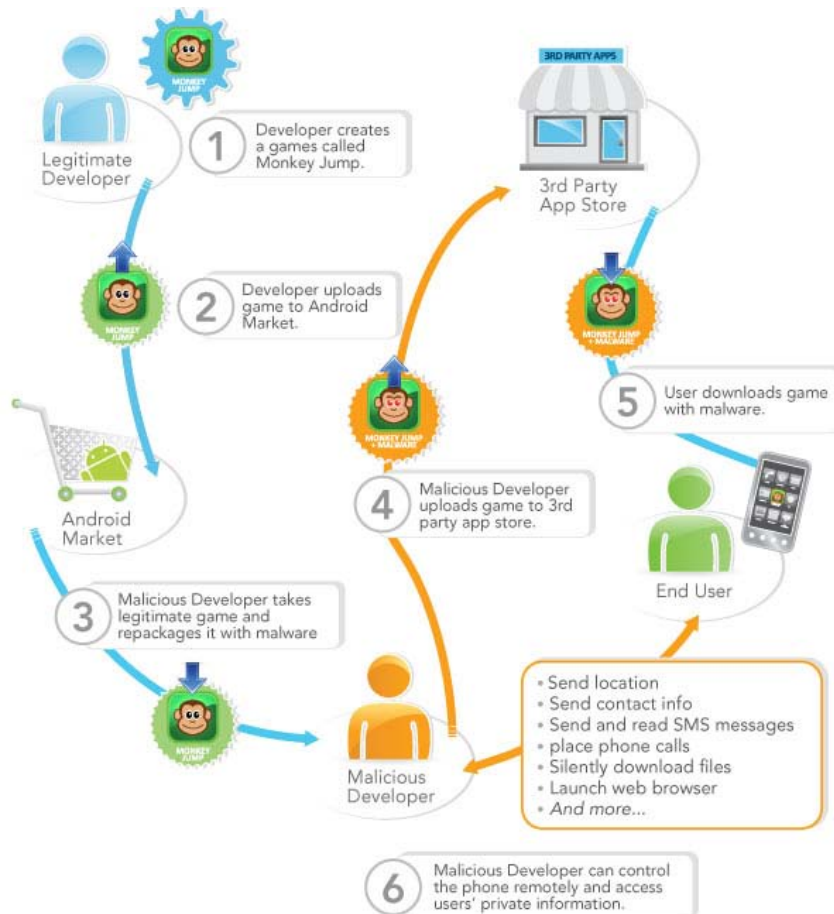 MONKEY
JUMP
Legitimate
Developer
1
Developer creates
a games called
Monkey Jump.
MONKEY
JUMP
2
Developer uploads
game to Android
Market.
Android
Market
3
Malicious Developer takes
legitimate game and
repackages it with malware
MONKEY
JUMP
Malicious
Developer
MONKEY JUMP
+ MALWARE
4
Malicious Developer
uploads game to 3rd
party app store.
3RD PARTY APPS
3rd Party
App Store
MONKEY JUMP
+ MALWARE
5
User downloads game
with malware.
End User
• Send location
• Send contact info
• Send and read SMS messages
• place phone calls
• Silently download files
• Launch web browser
• And more...
6
Malicious Developer can control
the phone remotely and access
users' private information.